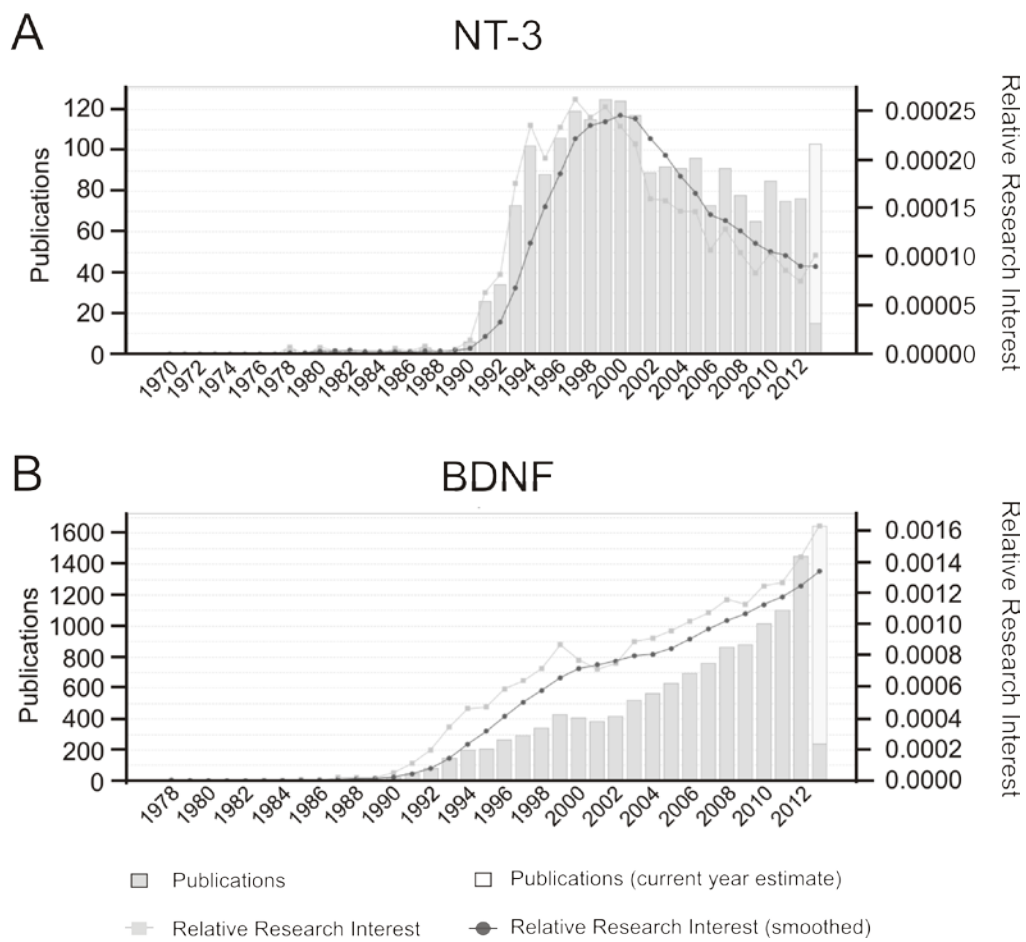 A
NT-3
Publications
120
100
80
60
40
20
0
0.00025
0.00020
0.00015
0.00010
0.00005
0.00000
Relative Research Interest
1970 1972 1974 1976 1978 1980 1982 1984 1986 1988 1990 1992 1994 1996 1998 2000 2002 2004 2006 2008 2010 2012
B
BDNF
Publications
1600
1400
1200
1000
800
600
400
200
0
0.0016
0.0014
0.0012
0.0010
0.0008
0.0006
0.0004
0.0002
0.0000
Relative Research Interest
1978 1980 1982 1984 1986 1988 1990 1992 1994 1996 1998 2000 2002 2004 2006 2008 2010 2012
Publications
Publications (current year estimate)
Relative Research Interest
Relative Research Interest (smoothed)